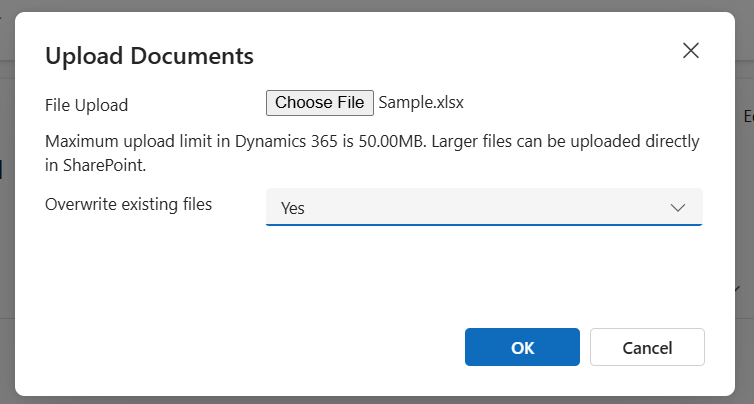 Upload Documents
File Upload
Choose File Sample.xlsx
Maximum upload limit in Dynamics 365 is 50.00MB. Larger files can be uploaded directly
in SharePoint.
Overwrite existing files
Yes
OK
Cancel